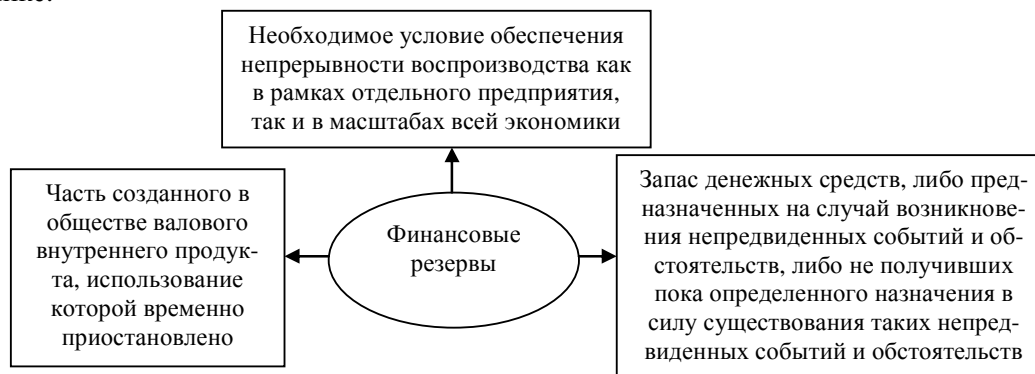 Необходимое условие обеспечения
непрерывности воспроизводства как
в рамках отдельного предприятия,
так и в масштабах всей экономики
Часть созданного в
обществе валового
внутреннего продук-
та, использование
которой временно
приостановлено
Финансовые
резервы
Запас денежных средств, либо пред-
назначенных на случай возникнове-
ния непредвиденных событий и об-
стоятельств, либо не получивших
пока определенного назначения в
силу существования таких непред-
виденных событий и обстоятельств